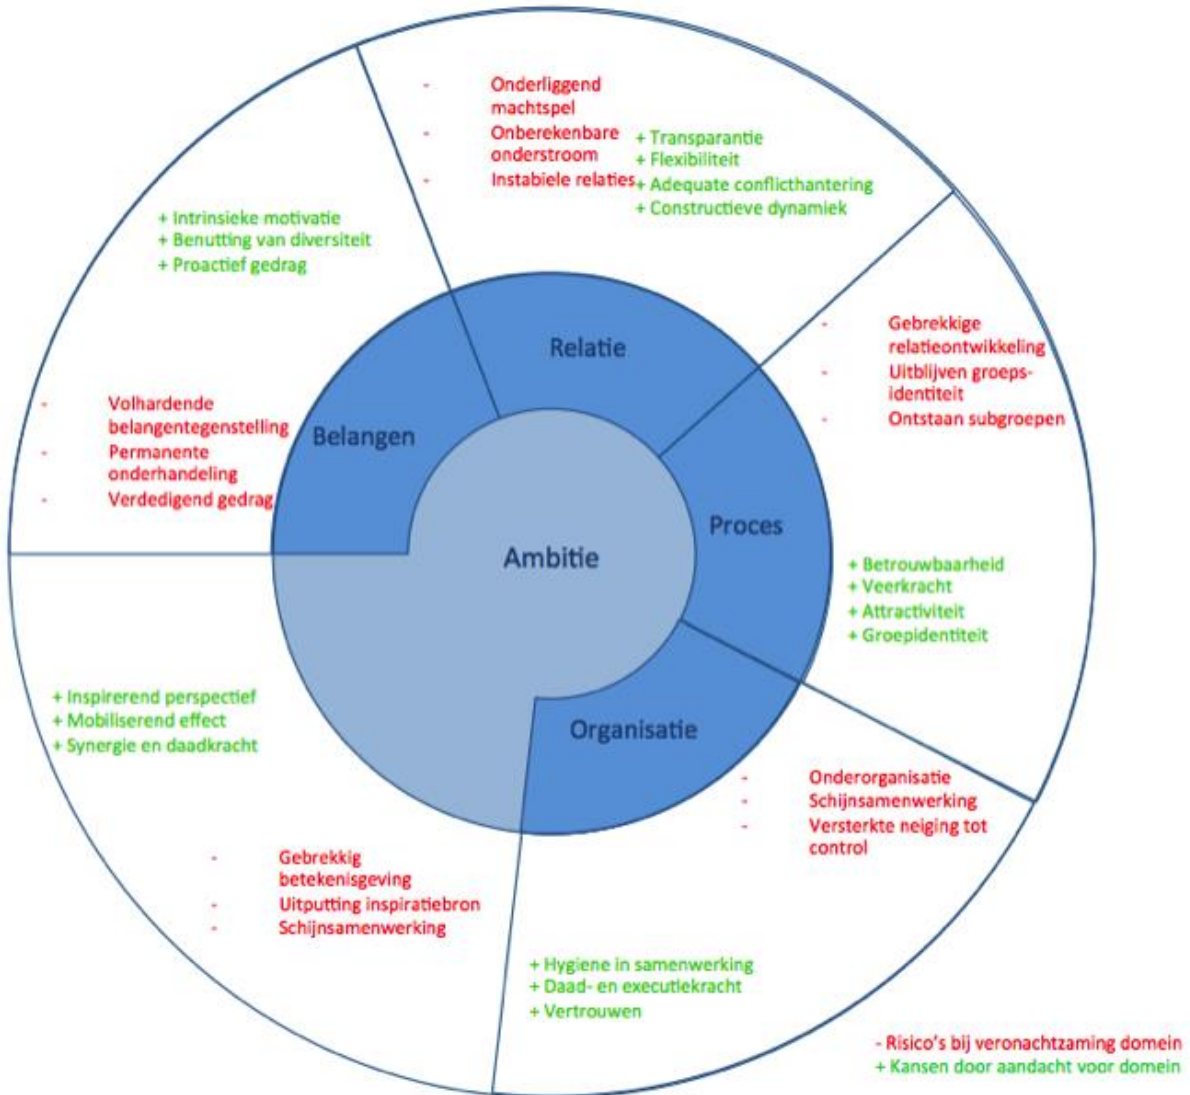 - Onderliggend
machtspel
- Onberekenbare
onderstroom
- Instabiele relaties
+ Transparantie
+ Flexibiliteit
+ Adequate conflicthantering
+ Constructieve dynamiek
+ Intrinsieke motivatie
+ Benutting van diversiteit
+ Proactief gedrag
- Volhardende
belangentegenstelling
- Permanente
onderhandeling
- Verdedigend gedrag
Belangen
Relatie
- Gebrekkige
relatieontwikkeling
- Uitblijven groeps-
identiteit
- Ontstaan subgroepen
Proces
Ambitie
+ Betrouwbaarheid
+ Veerkracht
+ Attractiviteit
+ Groepidentiteit
+ Inspirerend perspectief
+ Mobiliserend effect
+ Synergie en daadkracht
Organisatie
- Onderorganisatie
- Schijnsamenwerking
- Versterkte neiging tot
control
- Gebrekkig
betekenisgeving
- Uitputting inspiratiebron
- Schijnsamenwerking
+ Hygiene in samenwerking
+ Daad- en executiekracht
+ Vertrouwen
- Risico's bij veronachtzaming domein
+ Kansen door aandacht voor domein